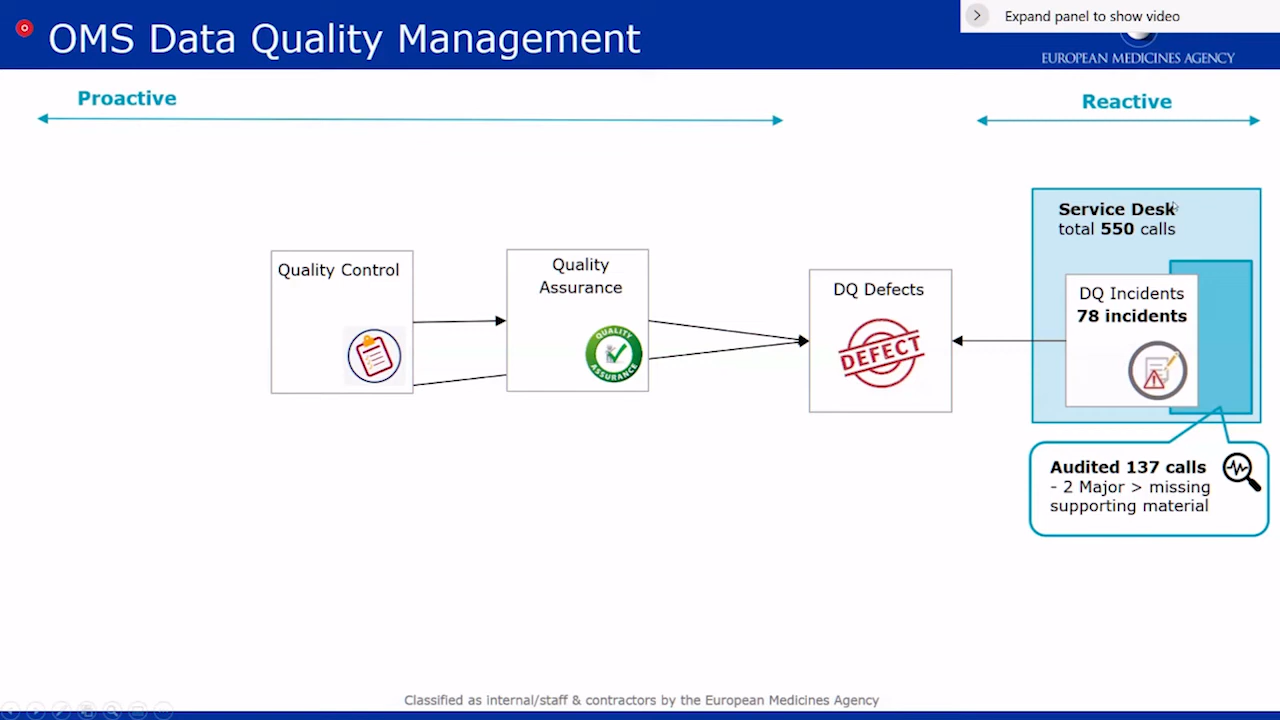 OMS Data Quality Management
Expand panel to show video
EUROPEAN MEDICINES AGENCY
Proactive
Reactive
Service Desk
total 550 calls
Quality Control
Quality
Assurance
QUALITY
ASSURANCE
DQ Defects
DEFECT
DQ Incidents
78 incidents
Audited 137 calls
- 2 Major > missing
supporting material
Classified as internal/staff & contractors by the European Medicines Agency